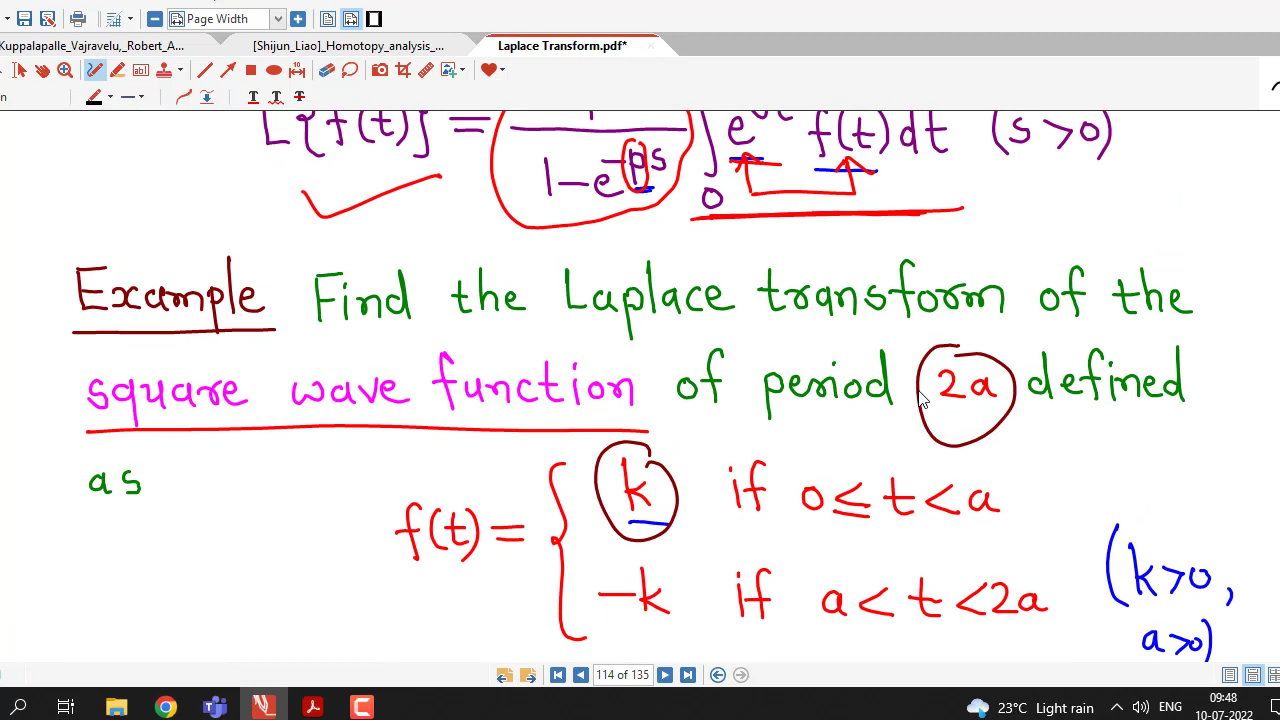 Page Width
Kuppalapalle_Vajravelu,_Robert_A...
[Shijun_Liao]_Homotopy_analysis_...
Laplace Transform.pdf*
L{f(t)} = 1 / 1 - e^-ps ∫0 f(t) dt (s > 0)
Example Find the Laplace transform of the
square wave function of period 2a defined
as
f(t) = { k if 0 ≤ t < a
-k if a < t < 2a
(k>0,
a>0)
114 of 135
23°C Light rain
ENG
09:48
10-07-2022